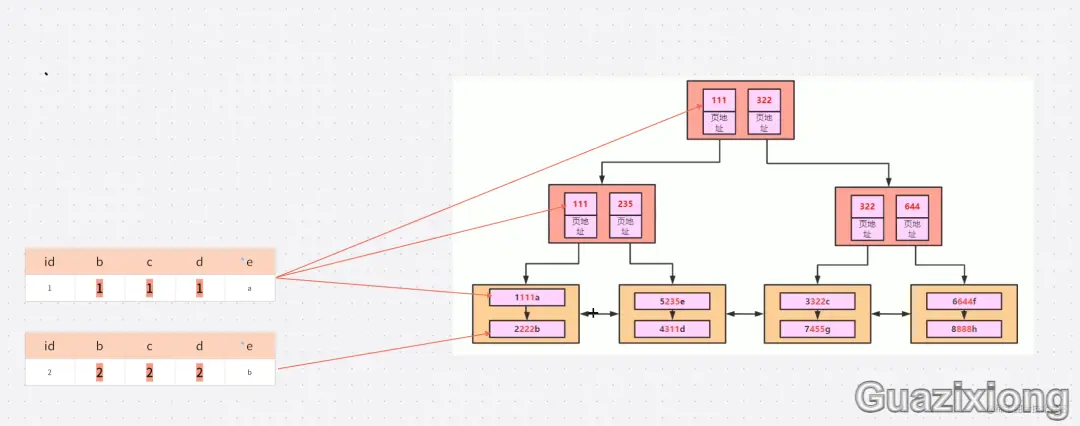 111 322
页地址 页地址
111 235
页地址 页地址
322 644
页地址 页地址
id b c d e
1 1 1 1 a
id b c d e
2 2 2 2 b
1111a
2222b
5235e
4311d
3322c
7455g
6644f
8888h
Guazixiong